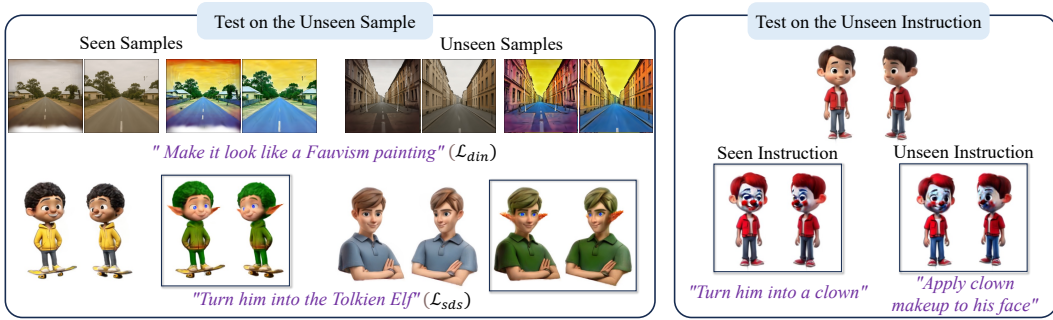 Test on the Unseen Sample
Seen Samples
Unseen Samples
" Make it look like a Fauvism painting" (ℒ_din)
"Turn him into the Tolkien Elf" (ℒ_sds)
Test on the Unseen Instruction
Seen Instruction
Unseen Instruction
"Turn him into a clown"
"Apply clown
makeup to his face"